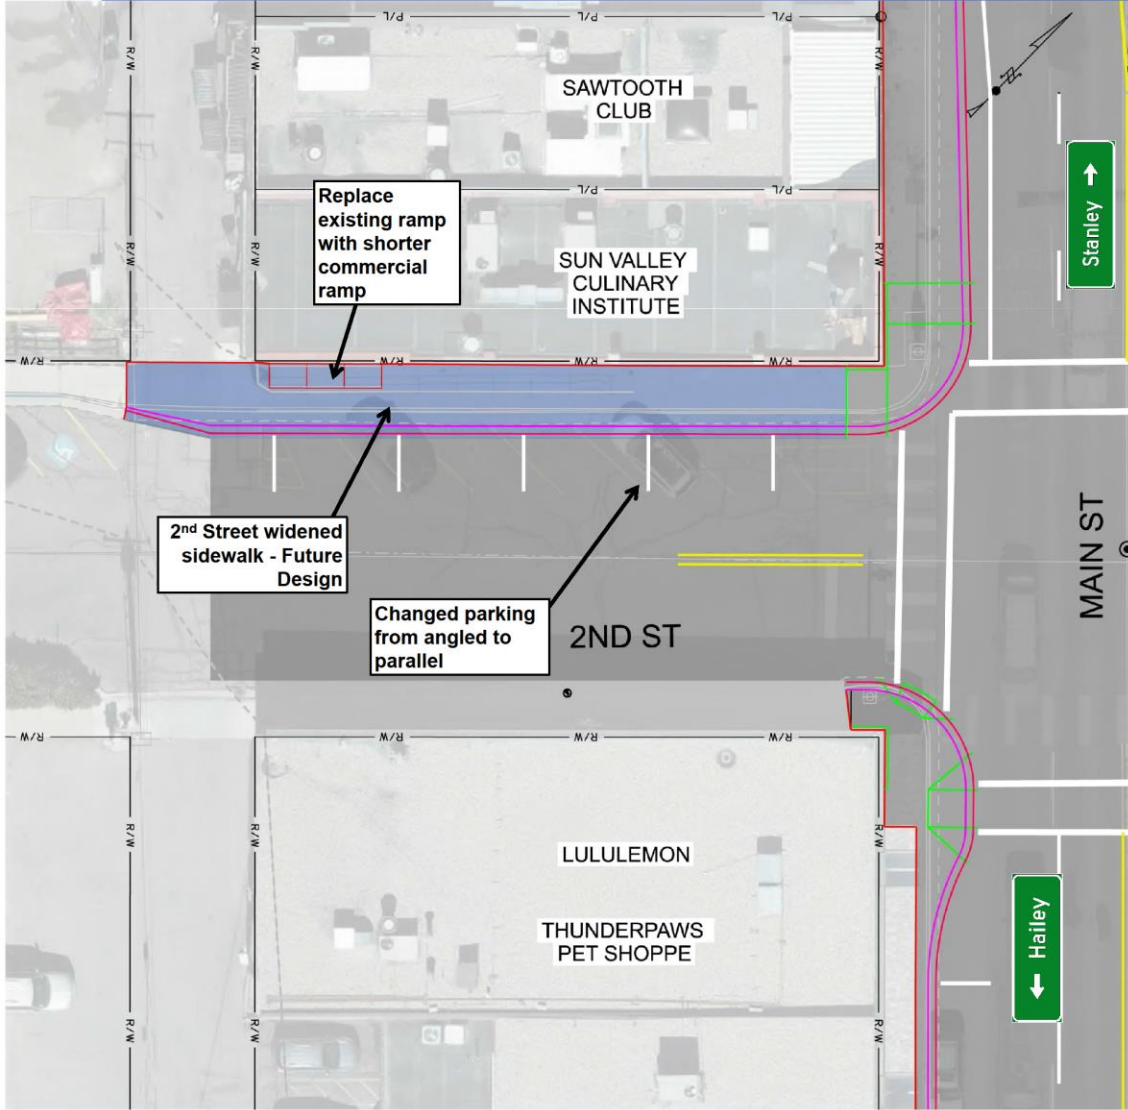 P/L
P/L
P/L
R/W
R/W
R/W
SAWTOOTH
CLUB
Stanley →
P/L
P/L
Replace
existing ramp
with shorter
commercial
ramp
R/W
R/W
R/W
SUN VALLEY
CULINARY
INSTITUTE
R/W
R/W
R/W
R/W
2nd Street widened
sidewalk - Future
Design
MAIN ST
Changed parking
from angled to
parallel
2ND ST
R/W
R/W
R/W
R/W
R/W
R/W
R/W
LULULEMON
THUNDERPAWS
PET SHOPPE
← Hailey
R/W
R/W
R/W